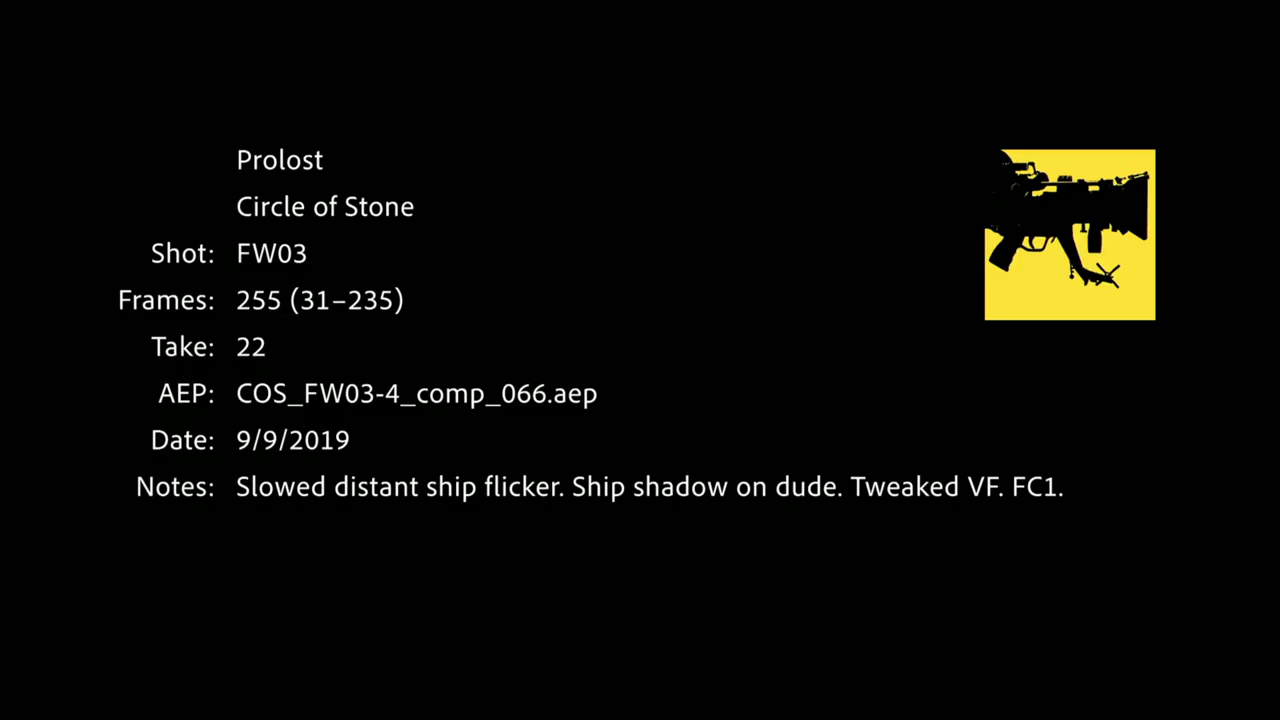 Prolost
Circle of Stone
Shot: FW03
Frames: 255 (31–235)
Take: 22
AEP: COS_FW03-4_comp_066.aep
Date: 9/9/2019
Notes: Slowed distant ship flicker. Ship shadow on dude. Tweaked VF. FC1.